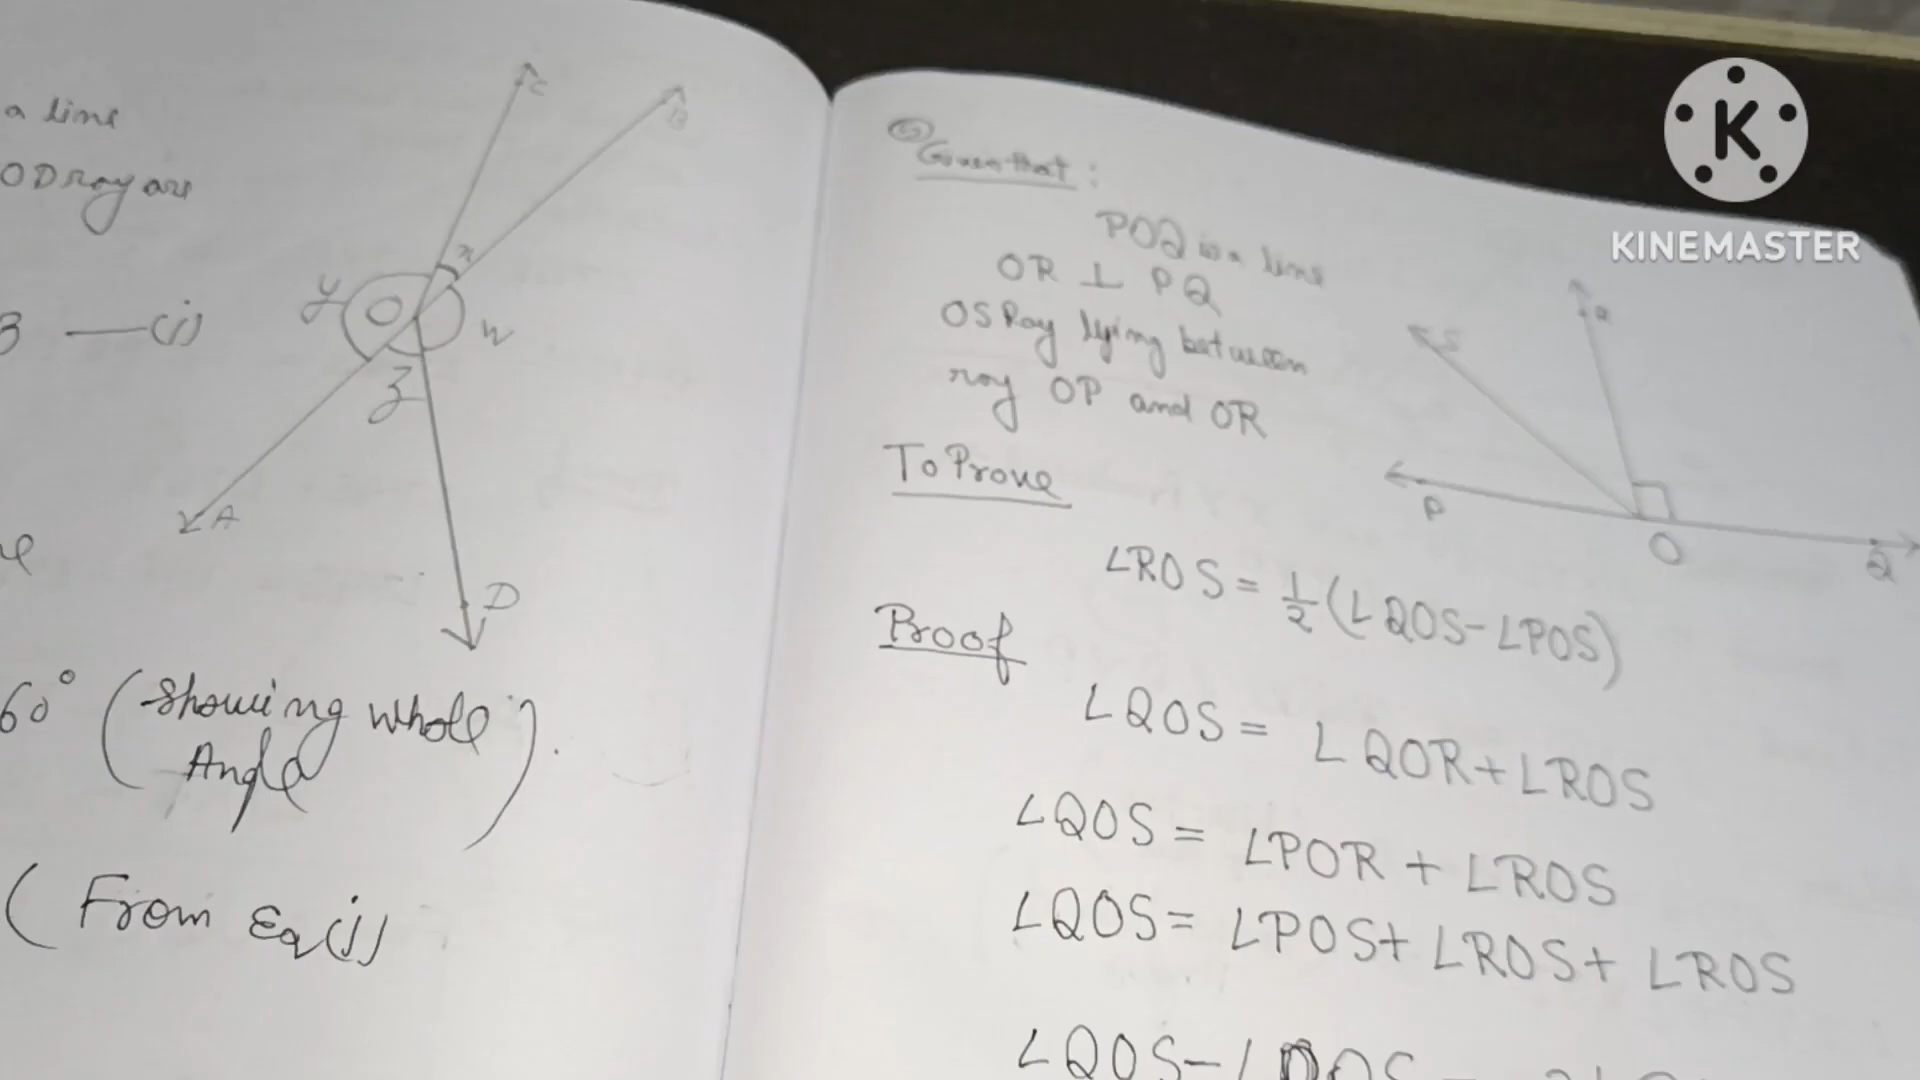 a line
OD ray are
3 —(i)
60° (Showing whole
Angle).
(From Eq(i)
C
B
x
y
O
w
z
A
D
⑤
Given that:
POQ is a line
OR ⊥ PQ
OS Ray lying between
ray OP and OR
To Prove
∠ROS = 1/2 (∠QOS - ∠POS)
Proof
∠QOS = ∠QOR + ∠ROS
∠QOS = ∠POR + ∠ROS
∠QOS = ∠POS + ∠ROS + ∠ROS
∠QOS -
S
R
P
O
Q
K
KINEMASTER